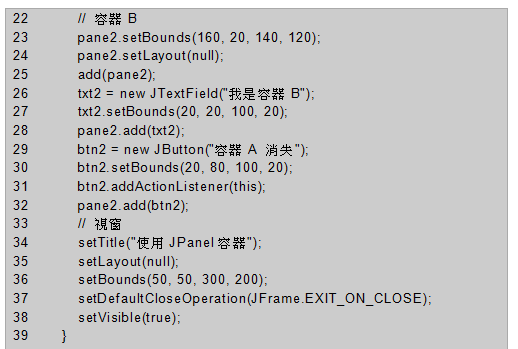 22 // 容器 B
23 pane2.setBounds(160, 20, 140, 120);
24 pane2.setLayout(null);
25 add(pane2);
26 txt2 = new JTextField("我是容器 B");
27 txt2.setBounds(20, 20, 100, 20);
28 pane2.add(txt2);
29 btn2 = new JButton("容器 A 消失");
30 btn2.setBounds(20, 80, 100, 20);
31 btn2.addActionListener(this);
32 pane2.add(btn2);
33 // 視窗
34 setTitle("使用 JPanel 容器");
35 setLayout(null);
36 setBounds(50, 50, 300, 200);
37 setDefaultCloseOperation(JFrame.EXIT_ON_CLOSE);
38 setVisible(true);
39 }